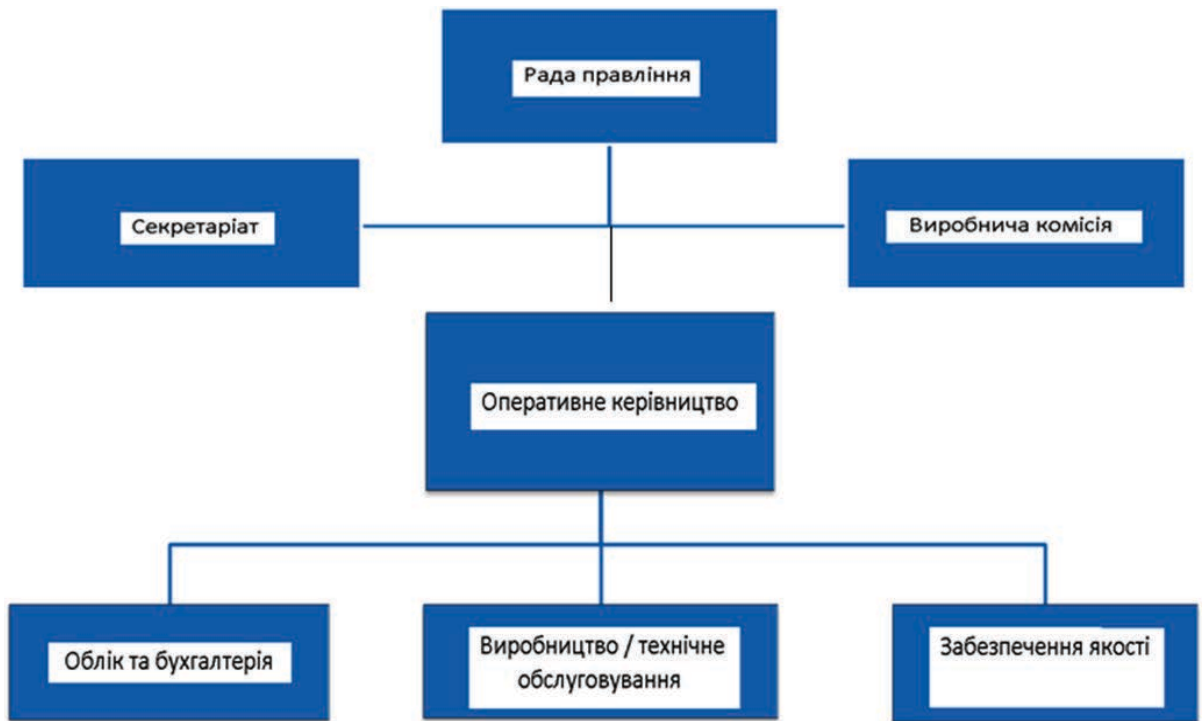 Рада правління
Секретаріат
Виробнича комісія
Оперативне керівництво
Облік та бухгалтерія
Виробництво / технічне
обслуговування
Забезпечення якості